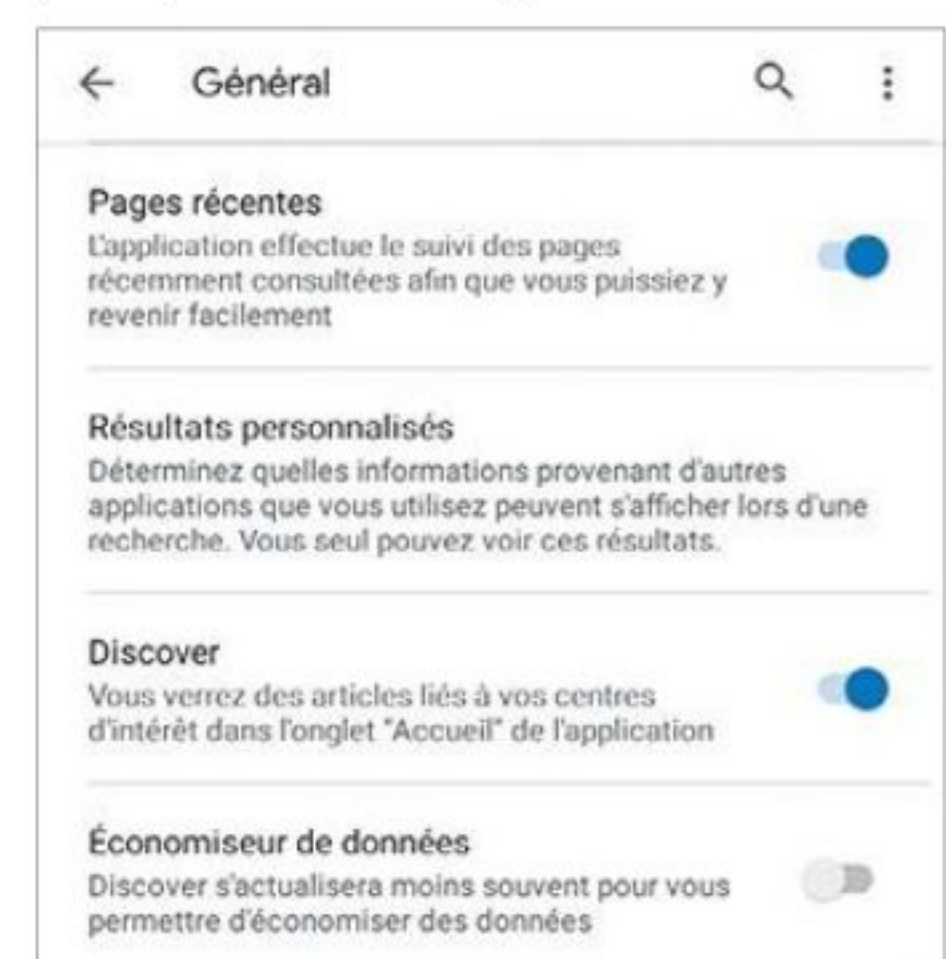 Général
Pages récentes
L'application effectue le suivi des pages
récemment consultées afin que vous puissiez y
revenir facilement
Résultats personnalisés
Déterminez quelles informations provenant d'autres
applications que vous utilisez peuvent s'afficher lors d'une
recherche. Vous seul pouvez voir ces résultats.
Discover
Vous verrez des articles liés à vos centres
d'intérêt dans l'onglet "Accueil" de l'application
Économiseur de données
Discover s'actualisera moins souvent pour vous
permettre d'économiser des données